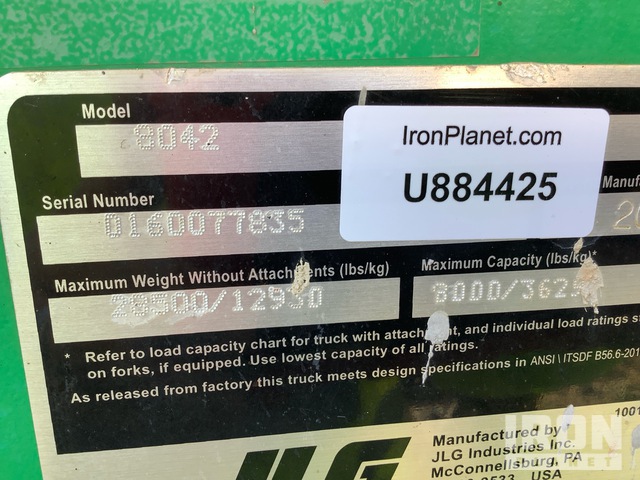 Model
8042
IronPlanet.com
U884425
Serial Number
0160077835
Maximum Weight Without Attachments (lbs/kg)
28500/12930
Maximum Capacity (lbs/kg)*
8000/3625
* Refer to load capacity chart for truck with attachment, and individual load ratings
on forks, if equipped. Use lowest capacity of all ratings.
As released from factory this truck meets design specifications in ANSI \ ITSDF B56.6-201
1001
Manufactured by
JLG Industries Inc.
McConnellsburg, PA
USA
JLG
IRON
PLANET